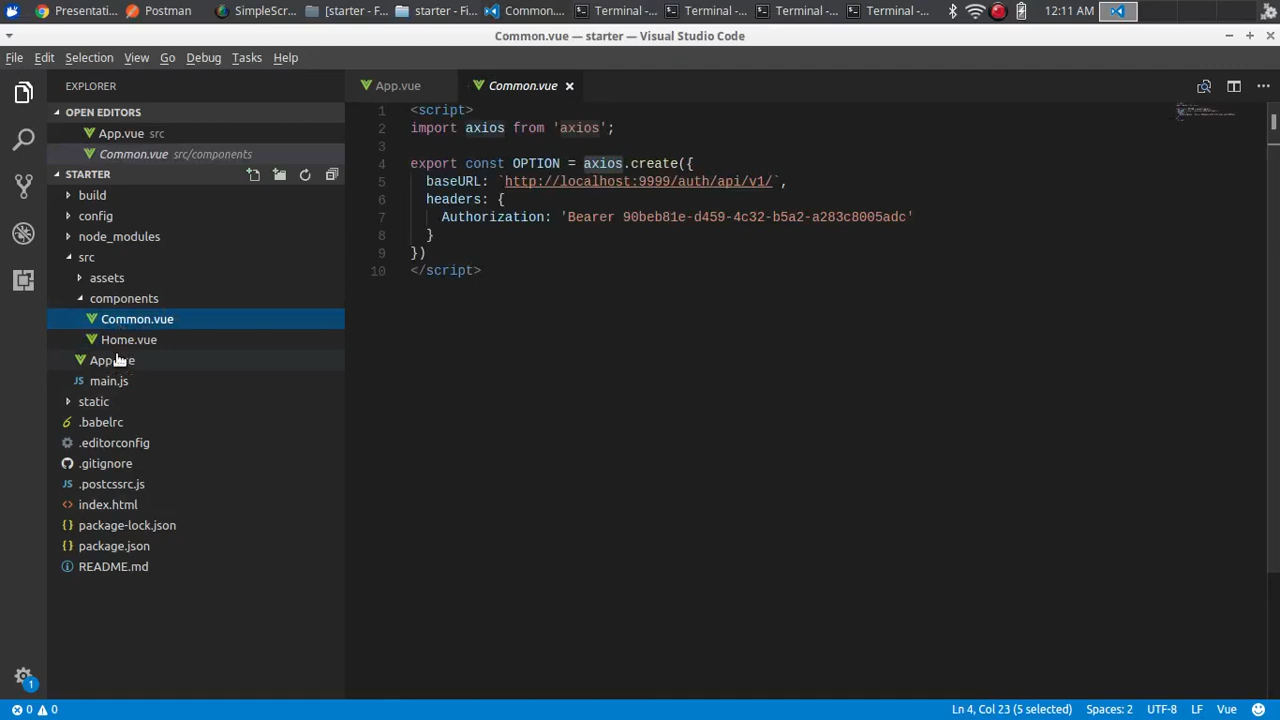 Presentati...
Postman
SimpleScr...
[starter - F...
starter - Fi...
Common....
Terminal -...
Terminal -...
Terminal -...
Terminal -...
12:11 AM
Common.vue — starter — Visual Studio Code
File Edit Selection View Go Debug Tasks Help
EXPLORER
OPEN EDITORS
App.vue src
Common.vue src/components
STARTER
build
config
node_modules
src
assets
components
Common.vue
Home.vue
JS main.js
static
.babelrc
.editorconfig
.gitignore
.postcssrc.js
index.html
package-lock.json
package.json
README.md
1
App.vue
Common.vue
1 <script>
2 import axios from 'axios';
3
4 export const OPTION = axios.create({
5 baseURL: `http://localhost:9999/auth/api/v1/`,
6 headers: {
7 Authorization: 'Bearer 90beb81e-d459-4c32-b5a2-a283c8005adc'
8 }
9 })
10 </script>
0 0
Ln 4, Col 23 (5 selected) Spaces: 2 UTF-8 LF Vue